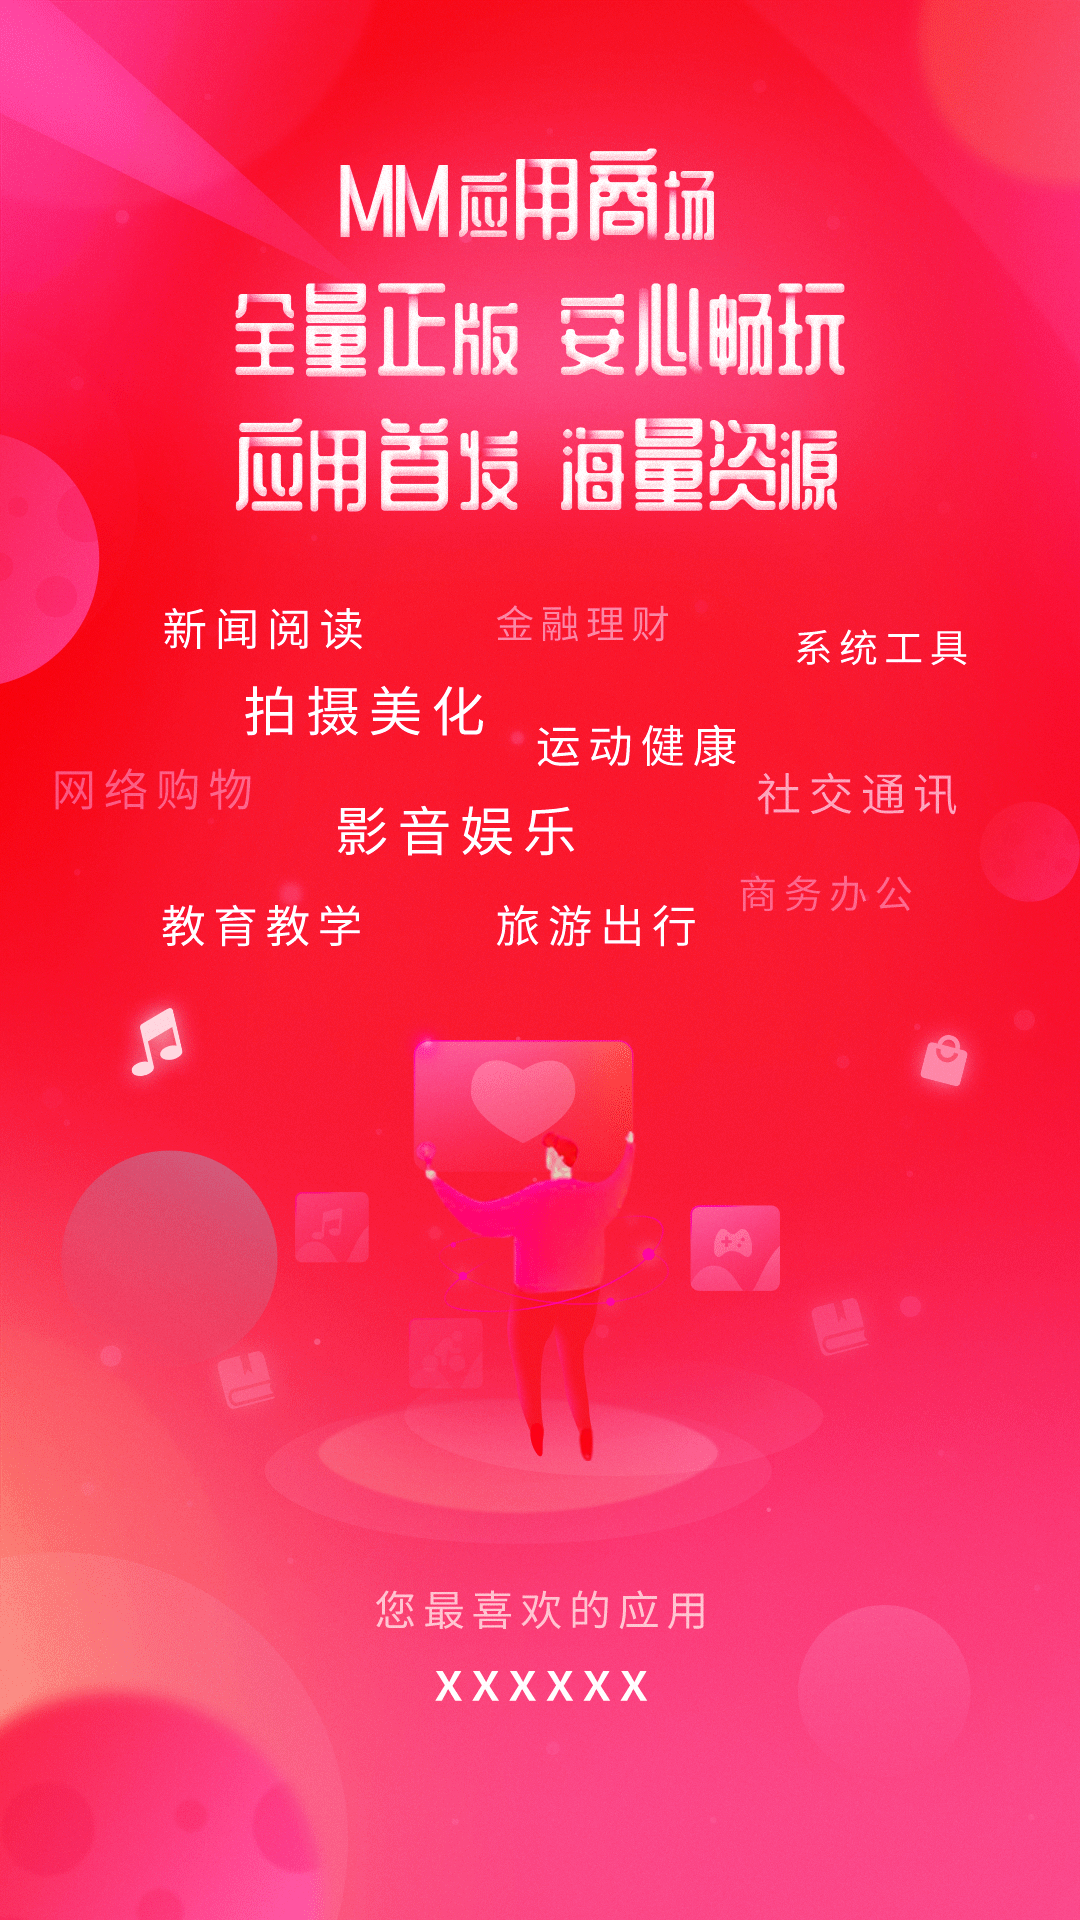 MM应用商场
全量正版 安心畅玩
应用首发 海量资源
新闻阅读
金融理财
系统工具
拍摄美化
运动健康
网络购物
社交通讯
影音娱乐
商务办公
教育教学
旅游出行
您最喜欢的应用
XXXXXX